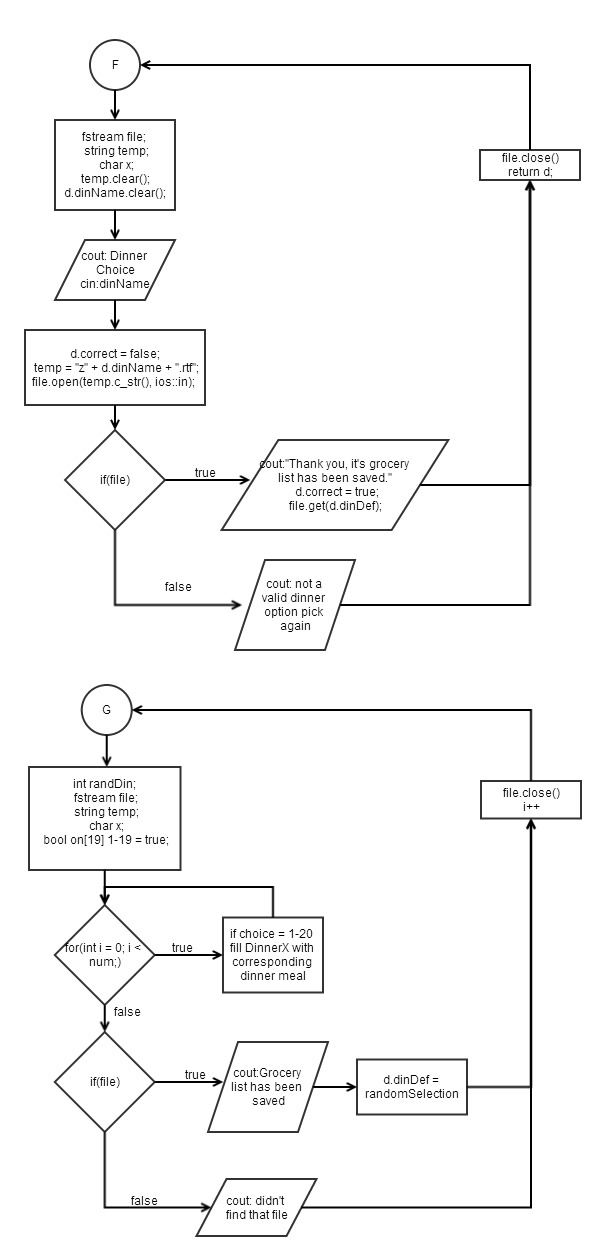 F
fstream file;
string temp;
char x;
temp.clear();
d.dinName.clear();
file.close()
return d;
cout: Dinner
Choice
cin:dinName
d.correct = false;
temp = "z" + d.dinName + ".rtf";
file.open(temp.c_str(), ios::in);
if(file)
true
cout:"Thank you, it's grocery
list has been saved."
d.correct = true;
file.get(d.dinDef);
false
cout: not a
valid dinner
option pick
again
G
int randDin;
fstream file;
string temp;
char x;
bool on[19] 1-19 = true;
file.close()
i++
for(int i = 0; i <
num;)
true
if choice = 1-20
fill DinnerX with
corresponding
dinner meal
false
if(file)
true
cout:Grocery
list has been
saved
d.dinDef =
randomSelection
false
cout: didn't
find that file